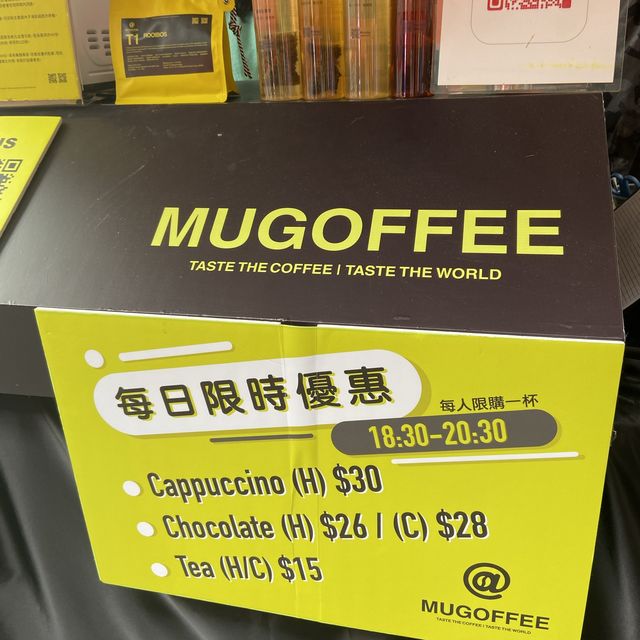 T1 ROOIBOS
US
MUGOFFEE
TASTE THE COFFEE | TASTE THE WORLD
每日限時優惠
每人限購一杯
18:30-20:30
Cappuccino (H) $30
Chocolate (H) $26 / (C) $28
Tea (H/C) $15
@
MUGOFFEE
TASTE THE COFFEE | TASTE THE WORLD